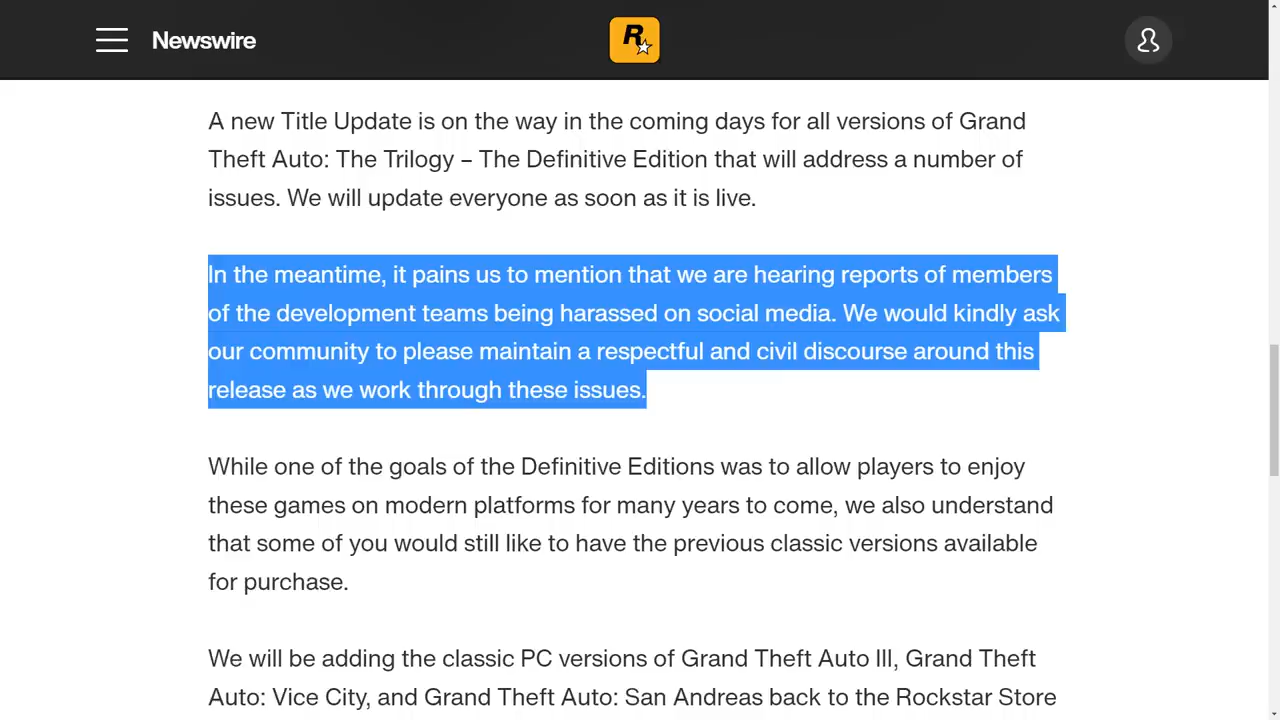 Newswire
R
A new Title Update is on the way in the coming days for all versions of Grand
Theft Auto: The Trilogy – The Definitive Edition that will address a number of
issues. We will update everyone as soon as it is live.
In the meantime, it pains us to mention that we are hearing reports of members
of the development teams being harassed on social media. We would kindly ask
our community to please maintain a respectful and civil discourse around this
release as we work through these issues.
While one of the goals of the Definitive Editions was to allow players to enjoy
these games on modern platforms for many years to come, we also understand
that some of you would still like to have the previous classic versions available
for purchase.
We will be adding the classic PC versions of Grand Theft Auto III, Grand Theft
Auto: Vice City, and Grand Theft Auto: San Andreas back to the Rockstar Store